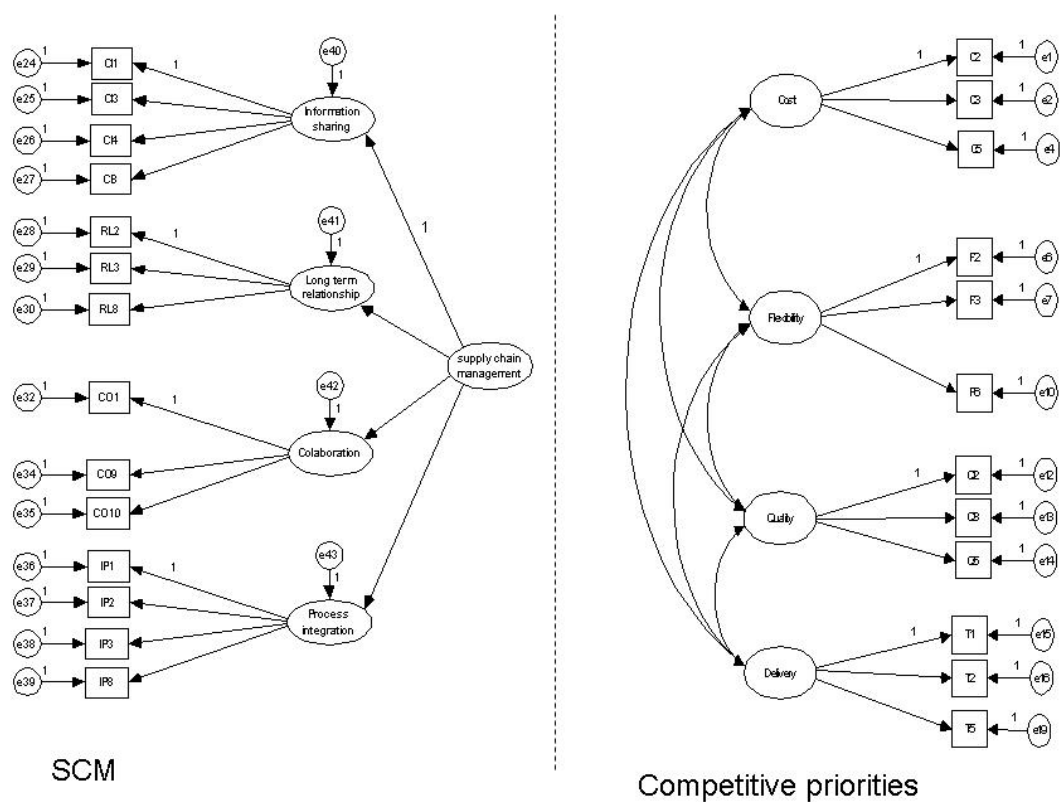 e40
1
1
e24
1
CI1
1
Information
sharing
e25
1
CI3
e26
1
CI4
e27
1
e41
1
1
e28
1
RL2
1
Long term
relationship
e29
1
RL3
e30
1
RL8
supply chain
management
e42
1
e32
1
CO1
1
Colaboration
e34
1
CO9
e35
1
CO10
e43
1
e36
1
IP1
1
Process
integration
e37
1
IP2
e38
1
IP3
e39
1
IP8
SCM
Cost
1
C2
1
e1
C3
1
e2
C5
1
e4
Flexibility
1
F2
1
e6
F3
1
e7
F6
1
e10
Quality
1
Q2
1
e12
1
e13
Q5
1
e14
Delivery
1
T1
1
e15
T2
1
e16
T5
1
e19
Competitive priorities